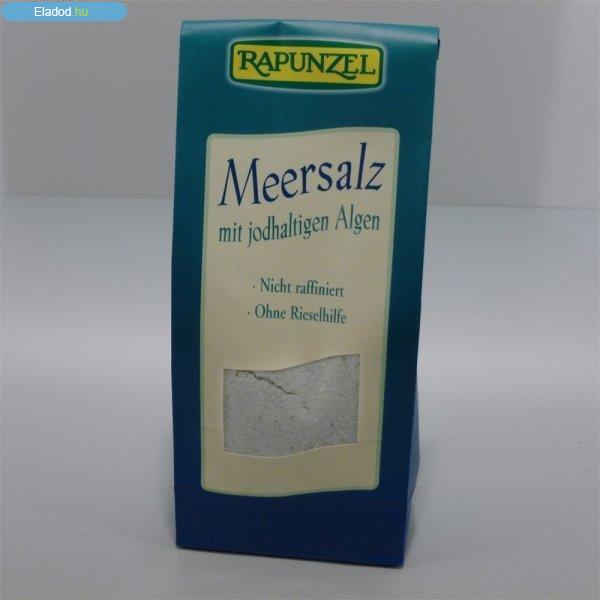 Eladod.hu
RAPUNZEL
Meersalz
mit jodhaltigen Algen
· Nicht raffiniert
· Ohne Rieselhilfe